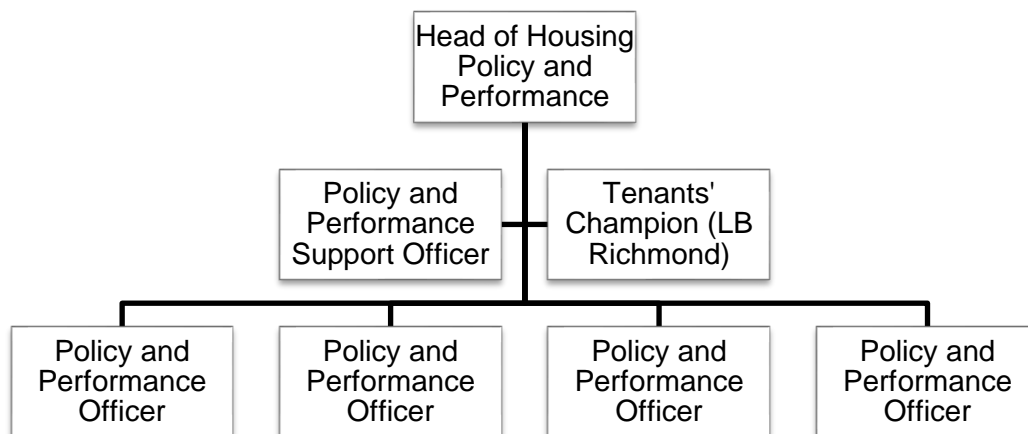 Head of Housing
Policy and
Performance
Policy and
Performance
Support Officer
Tenants'
Champion (LB
Richmond)
Policy and
Performance
Officer
Policy and
Performance
Officer
Policy and
Performance
Officer
Policy and
Performance
Officer